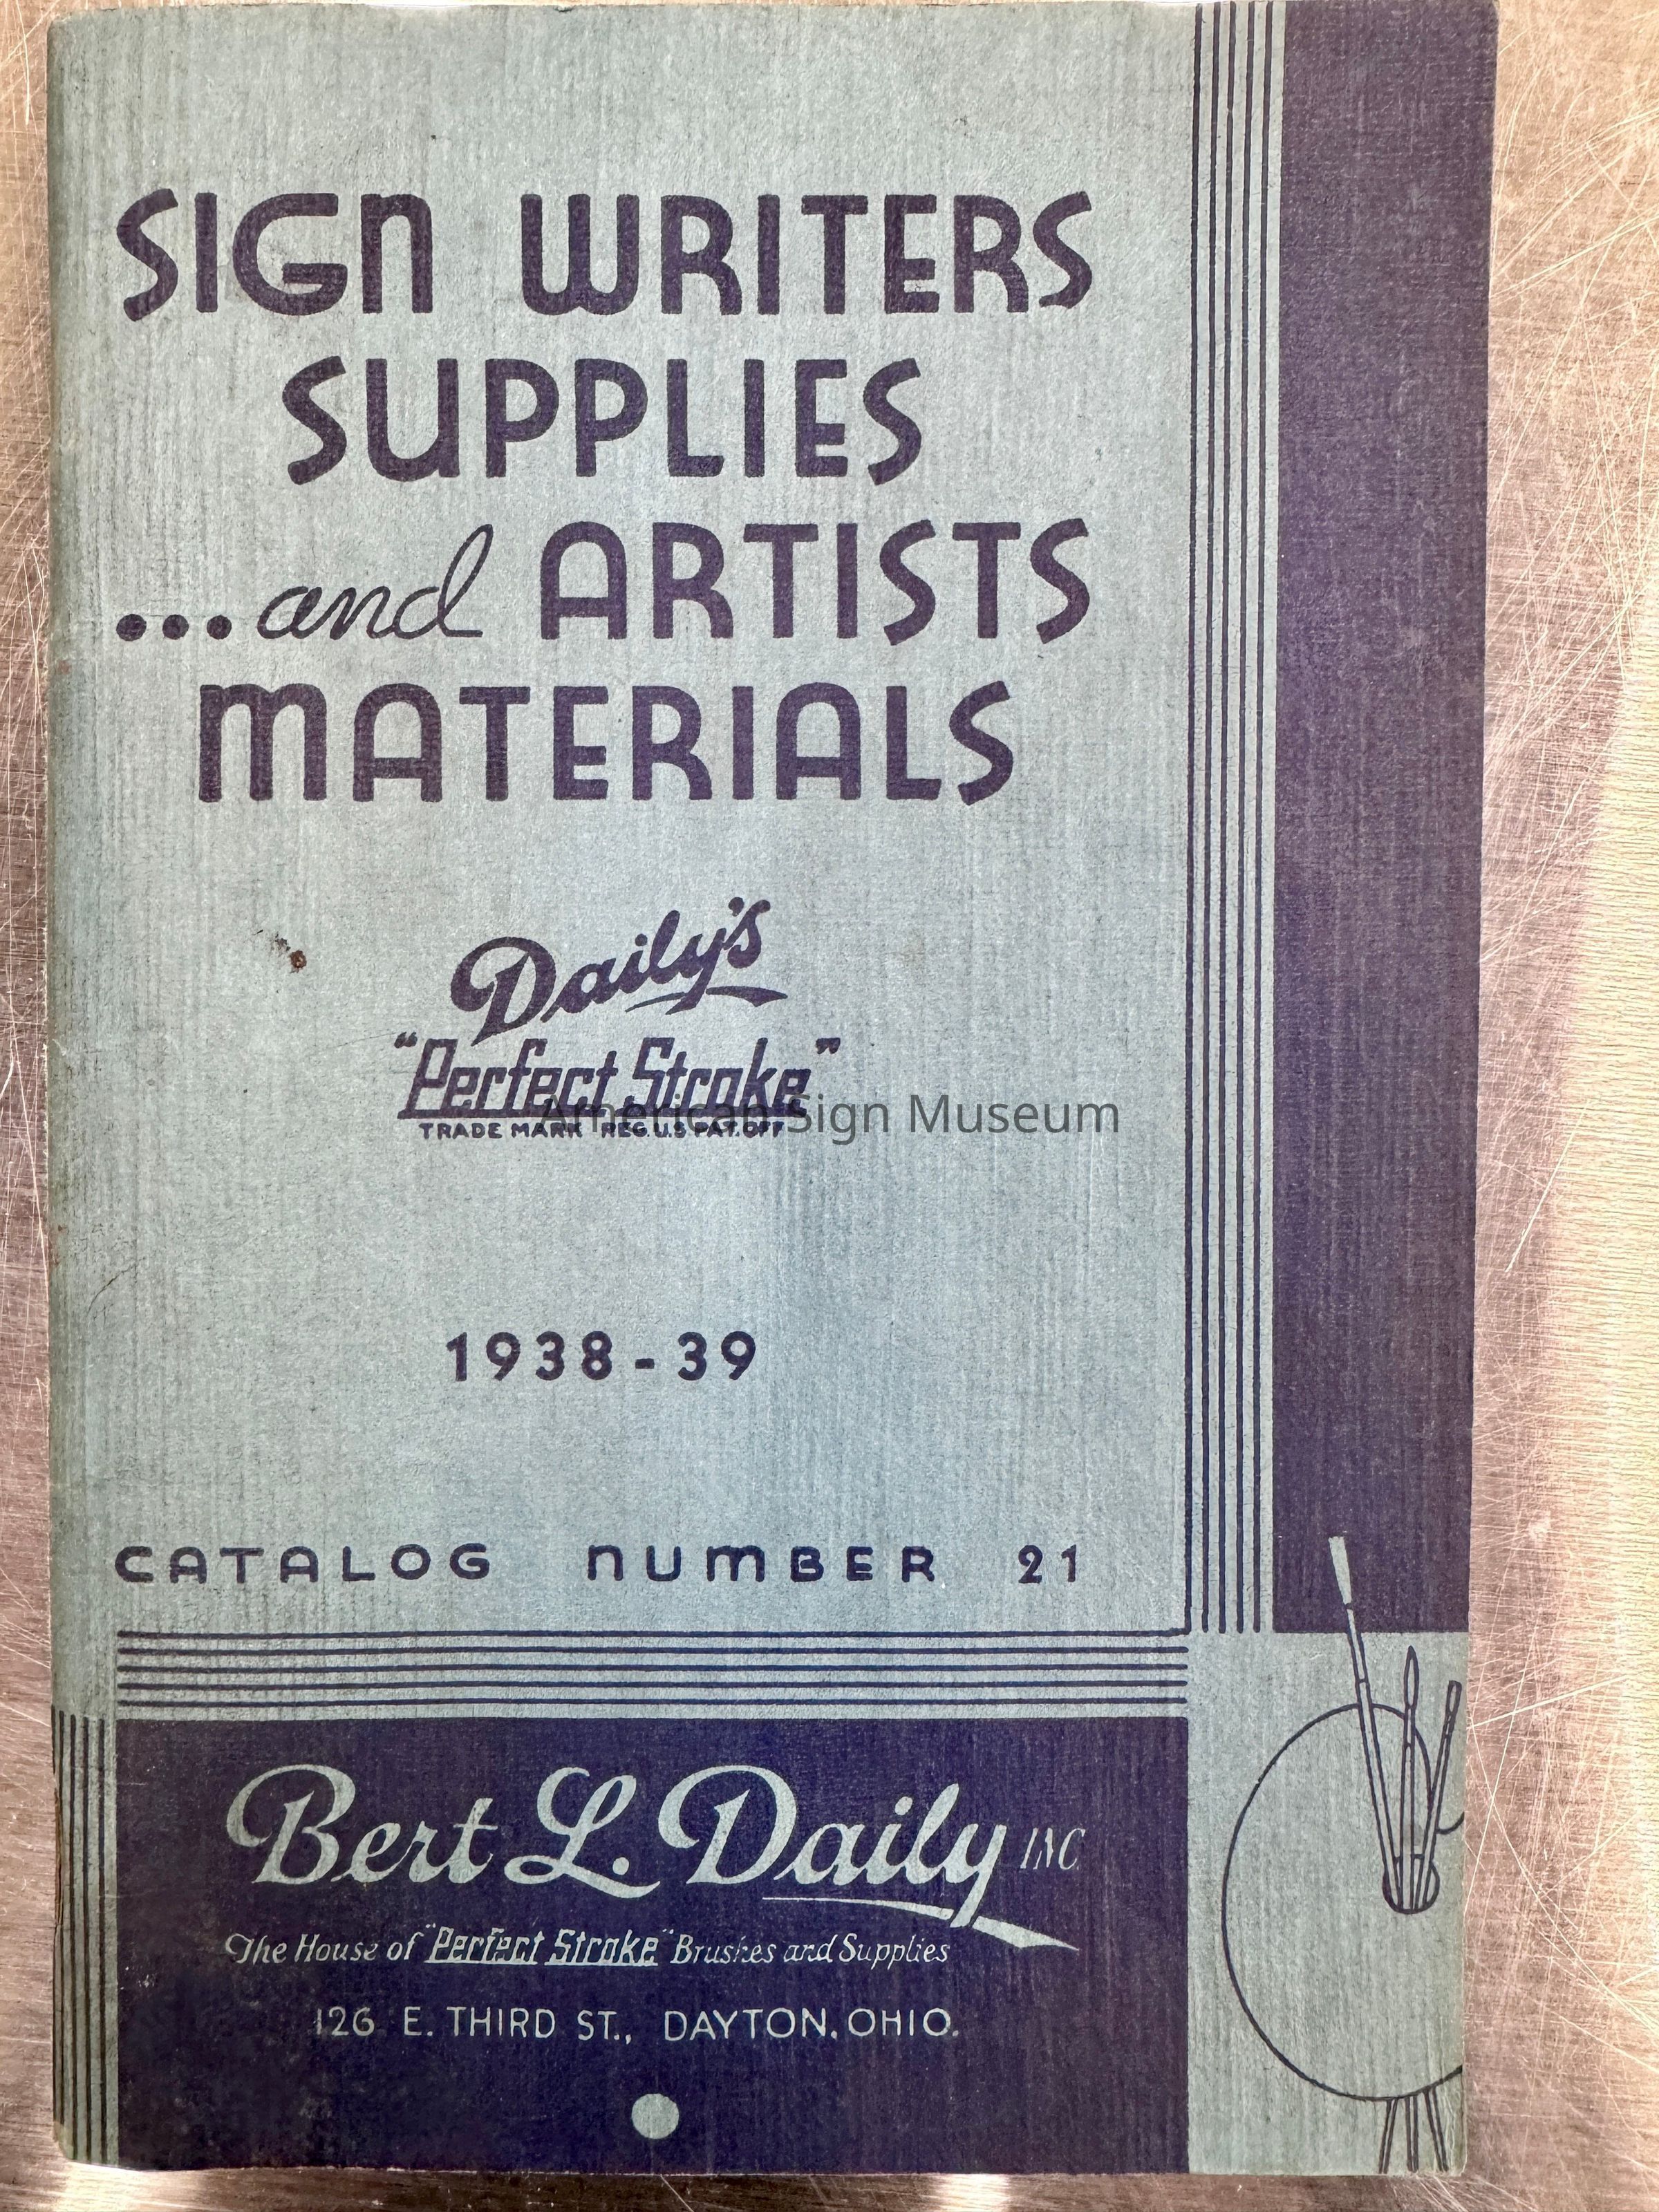 SIGN WRITERS
SUPPLIES
...and ARTISTS
MATERIALS
Daily's
"Perfect Stroke"
TRADE MARK REG. U.S. PAT. OFF.
American Sign Museum
1938-39
CATALOG NUMBER 21
Bert L. Daily INC.
The House of "Perfect Stroke" Brushes and Supplies
126 E. THIRD ST., DAYTON, OHIO.